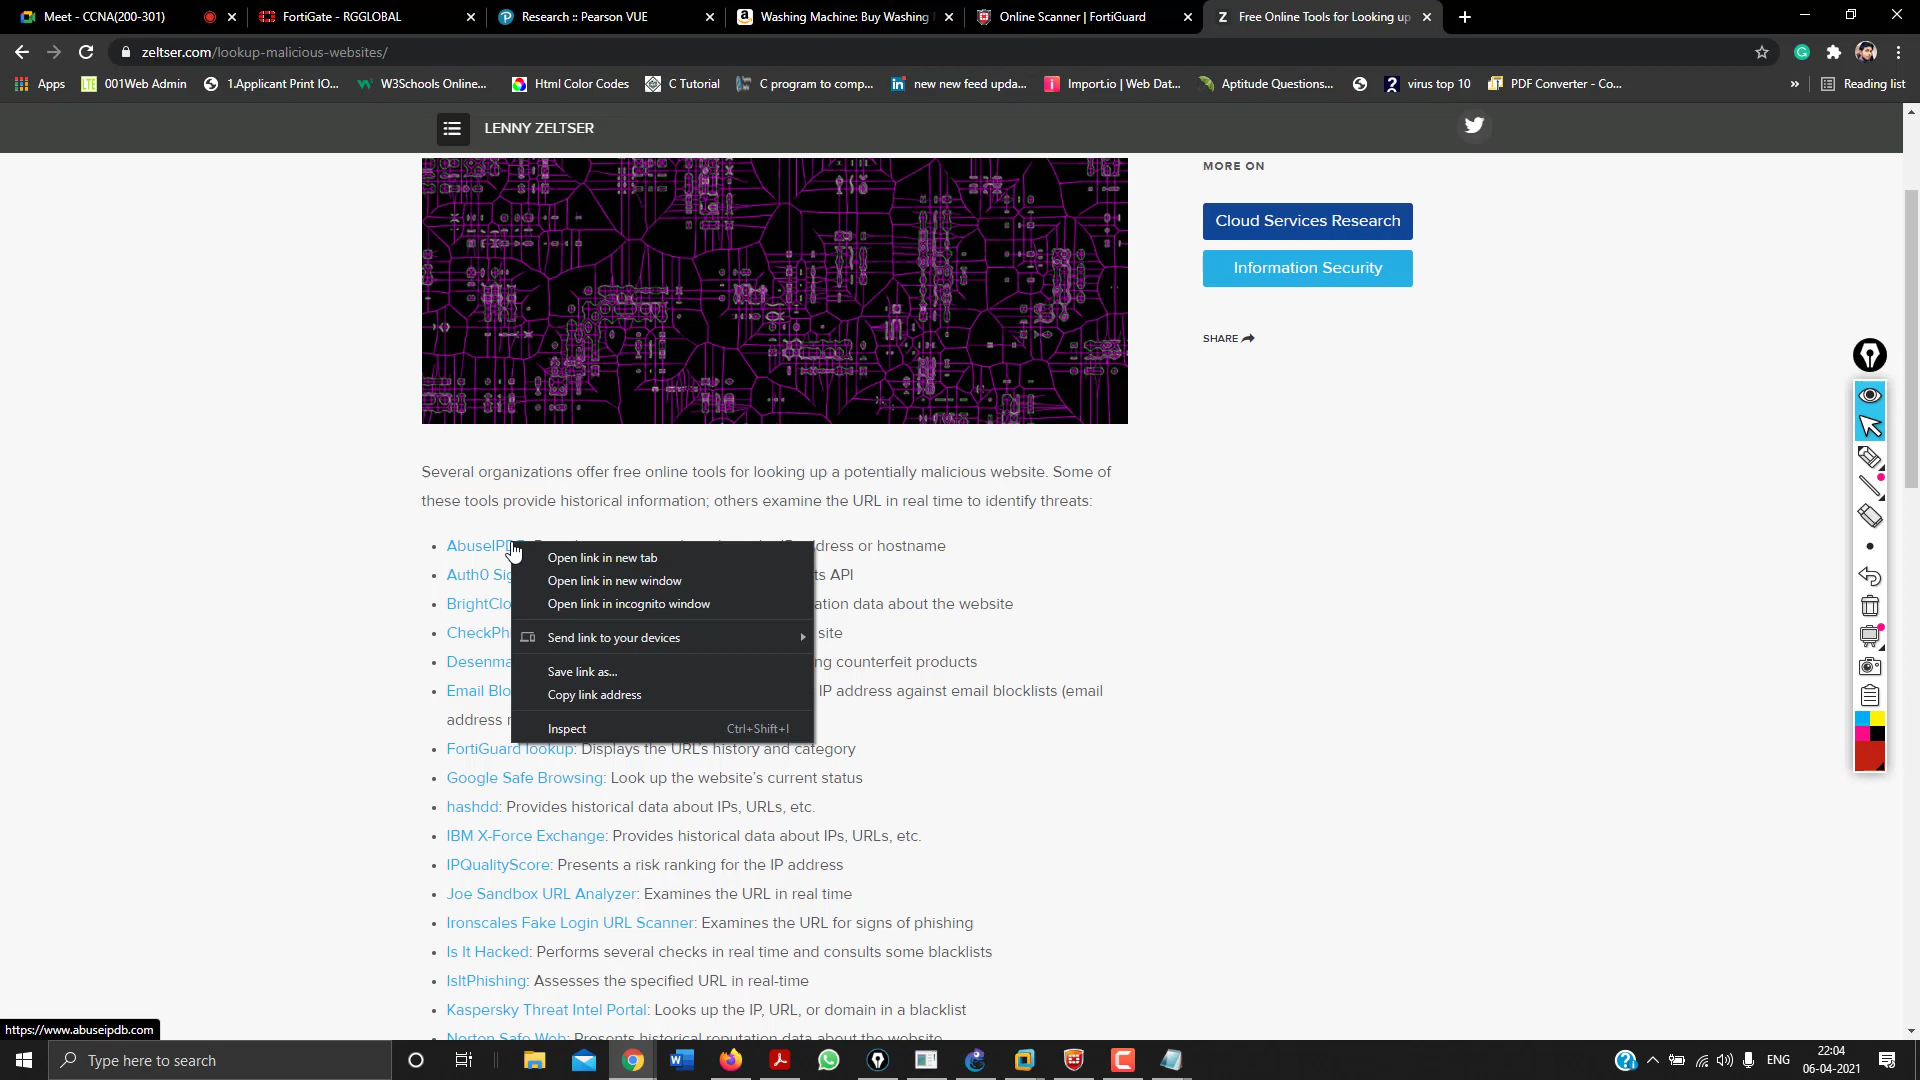 Meet - CCNA(200-301)
FortiGate - RGGLOBAL
Research :: Pearson VUE
Washing Machine: Buy Washing
Online Scanner | FortiGuard
Free Online Tools for Looking up
zeltser.com/lookup-malicious-websites/
Apps
001Web Admin
1.Applicant Print IO...
W3Schools Online...
Html Color Codes
C Tutorial
C program to comp...
new new feed upda...
Import.io | Web Dat...
Aptitude Questions...
virus top 10
PDF Converter - Co...
Reading list
LENNY ZELTSER
MORE ON
Cloud Services Research
Information Security
SHARE
Several organizations offer free online tools for looking up a potentially malicious website. Some of
these tools provide historical information; others examine the URL in real time to identify threats:
AbuseIPD dress or hostname
Auth0 Sig ts API
BrightClo ation data about the website
CheckPhi site
Desenma ng counterfeit products
Email Blo IP address against email blocklists (email
address r
FortiGuard lookup: Displays the URL's history and category
Google Safe Browsing: Look up the website's current status
hashdd: Provides historical data about IPs, URLs, etc.
IBM X-Force Exchange: Provides historical data about IPs, URLs, etc.
IPQualityScore: Presents a risk ranking for the IP address
Joe Sandbox URL Analyzer: Examines the URL in real time
Ironscales Fake Login URL Scanner: Examines the URL for signs of phishing
Is It Hacked: Performs several checks in real time and consults some blacklists
IsItPhishing: Assesses the specified URL in real-time
Kaspersky Threat Intel Portal: Looks up the IP, URL, or domain in a blacklist
Norton Safe Web: Presents historical reputation data about the website
Open link in new tab
Open link in new window
Open link in incognito window
Send link to your devices
Save link as...
Copy link address
Inspect Ctrl+Shift+I
https://www.abuseipdb.com
Type here to search
ENG
22:04
06-04-2021